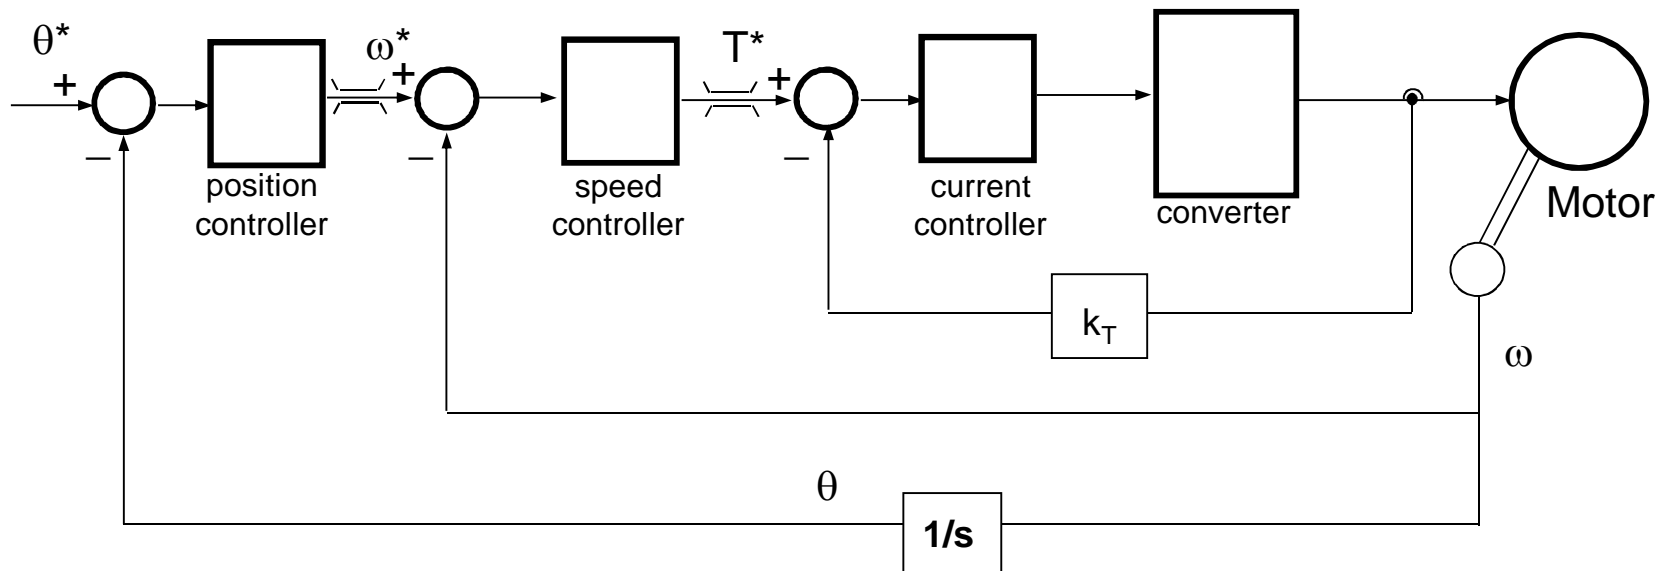 θ*
+
−
position
controller
ω*
+
−
speed
controller
T*
+
−
current
controller
converter
Motor
k_T
ω
θ
1/s